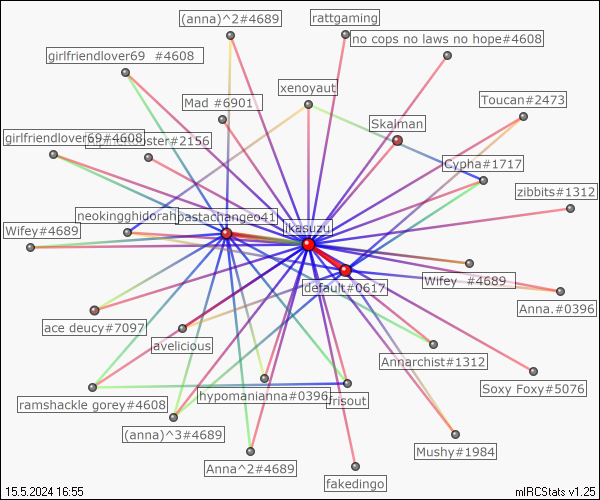 (anna)^2#4689
rattgaming
no cops no laws no hope#4608
girlfriendlover69 #4608
xenoyaut
Mad #6901
Toucan#2473
Skalman
girlfriendlover69#4608
#2156
Cypha#1717
zibbits#1312
neokingghidorah
bastachangeo41
ikasuzu
Wifey#4689
default#0617
Wifey #4689
Anna.#0396
ace deucy#7097
avelicious
Annarchist#1312
hypomanianna#0396
frisout
Soxy Foxy#5076
ramshackle gorey#4608
(anna)^3#4689
Mushy#1984
Anna^2#4689
fakedingo
15.5.2024 16:55
mIRCStats v1.25